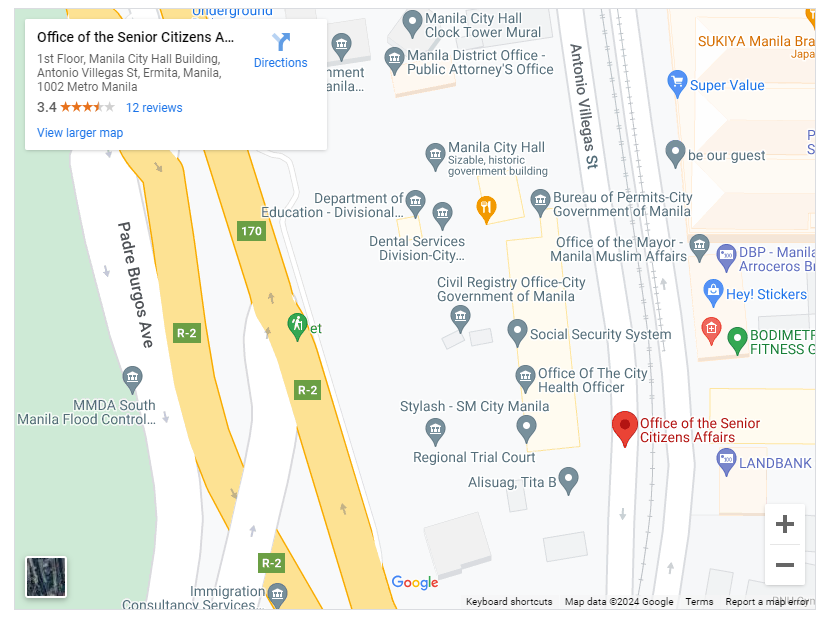 Underground
Office of the Senior Citizens A...
1st Floor, Manila City Hall Building,
Antonio Villegas St, Ermita, Manila,
1002 Metro Manila
3.4
12 reviews
View larger map
Directions
Manila City Hall
Clock Tower Mural
Manila District Office -
Public Attorney'S Office
nment
anila...
Antonio Villegas St
SUKIYA Manila Bra
Japa
Super Value
be our guest
P
S
Manila City Hall
Sizable, historic
government building
Department of
Education - Divisional...
Dental Services
Division-City...
Bureau of Permits-City
Government of Manila
Office of the Mayor -
Manila Muslim Affairs
DBP - Manila
Arroceros Br
Hey! Stickers
BODIMETR
FITNESS G
Civil Registry Office-City
Government of Manila
Social Security System
Office Of The City
Health Officer
Stylash - SM City Manila
Regional Trial Court
Alisuag, Tita B
Office of the Senior
Citizens Affairs
LANDBANK
Padre Burgos Ave
170
R-2
et
R-2
MMDA South
Manila Flood Control...
R-2
Immigration
Consultancy Services...
Google
Keyboard shortcuts
Map data ©2024 Google
Terms
Report a map error